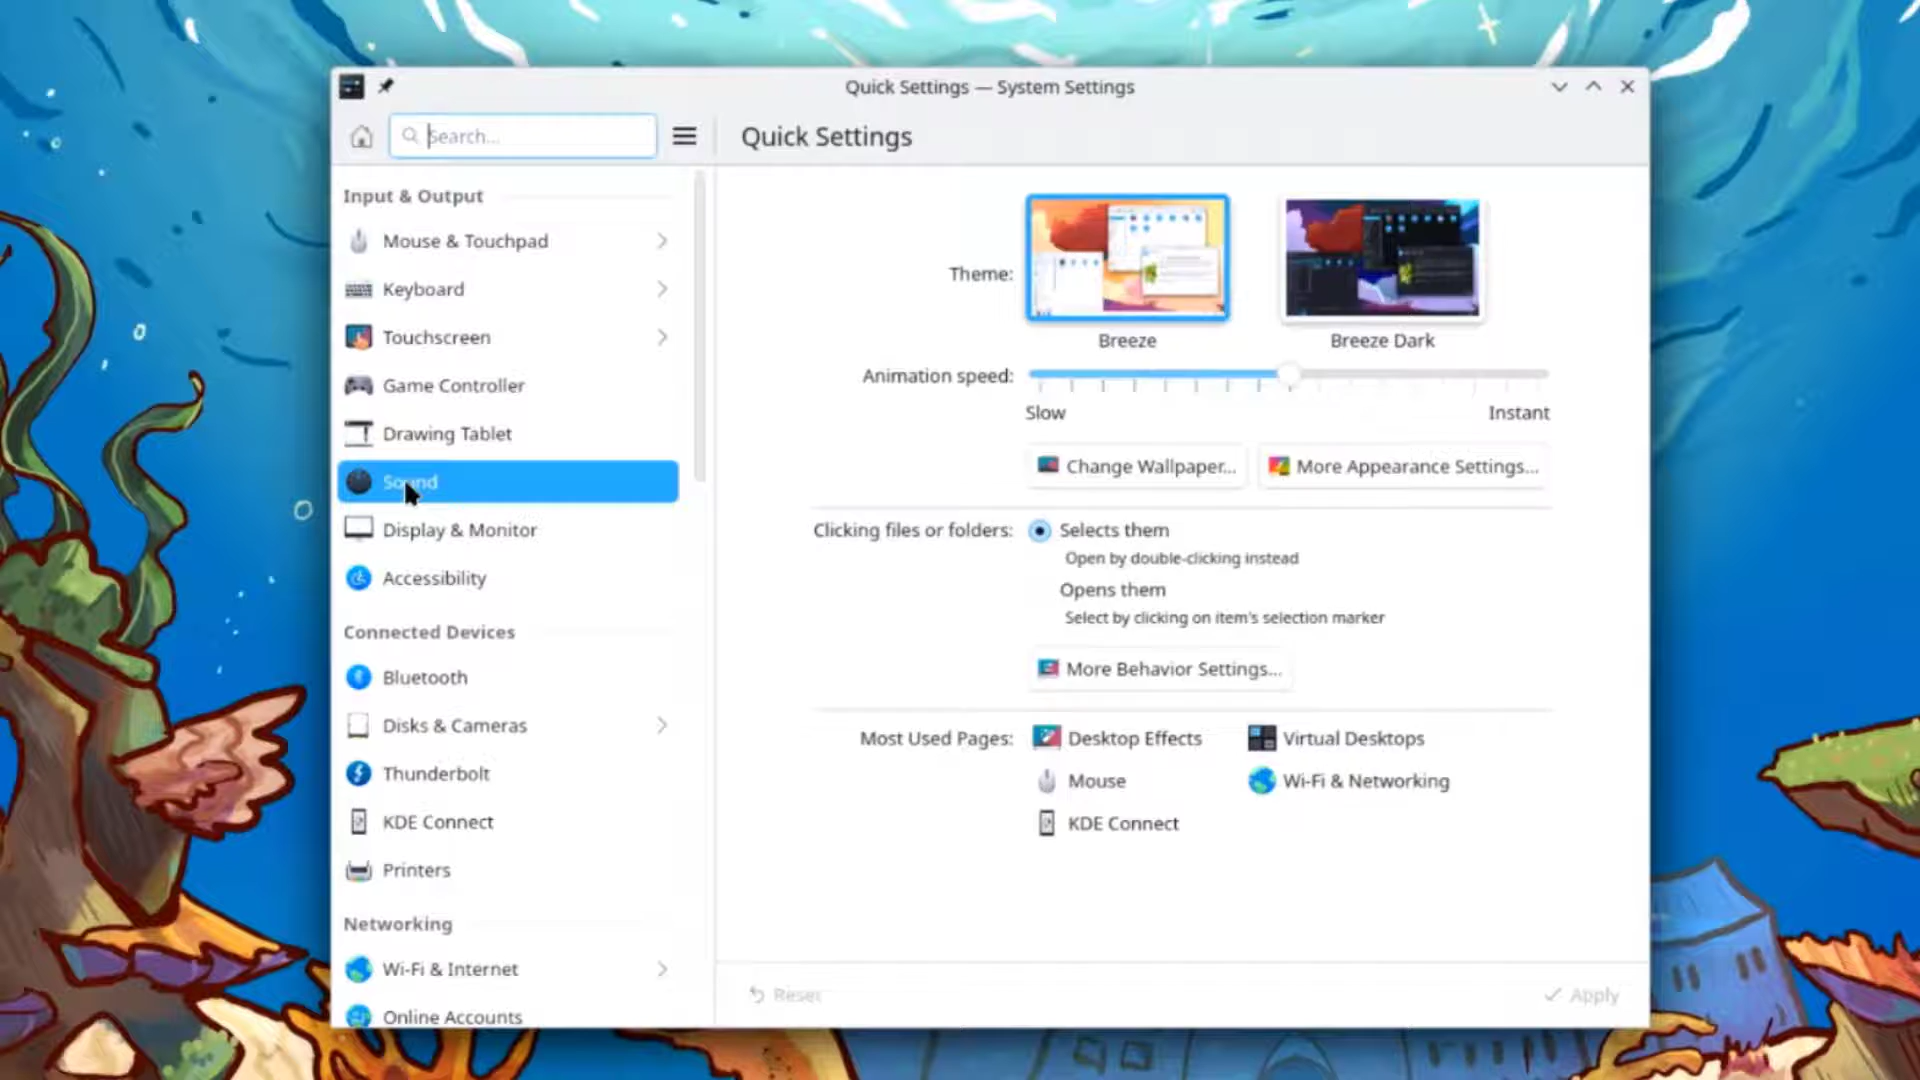 Quick Settings — System Settings
Search...
Quick Settings
Input & Output
Mouse & Touchpad
Keyboard
Touchscreen
Game Controller
Drawing Tablet
Sound
Display & Monitor
Accessibility
Connected Devices
Bluetooth
Disks & Cameras
Thunderbolt
KDE Connect
Printers
Networking
Wi-Fi & Internet
Online Accounts
Theme:
Breeze
Breeze Dark
Animation speed:
Slow
Instant
Change Wallpaper...
More Appearance Settings...
Clicking files or folders:
Selects them
Open by double-clicking instead
Opens them
Select by clicking on item's selection marker
More Behavior Settings...
Most Used Pages:
Desktop Effects
Virtual Desktops
Mouse
Wi-Fi & Networking
KDE Connect
Reset
Apply